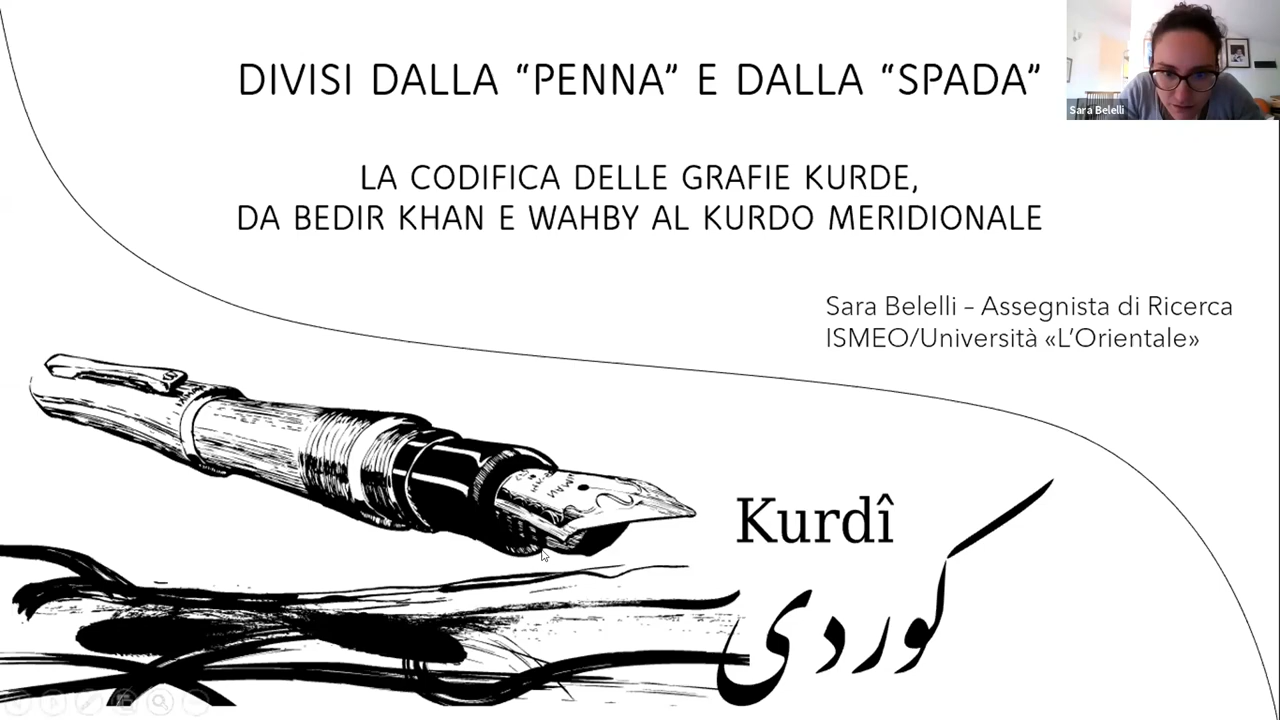 DIVISI DALLA “PENNA” E DALLA “SPADA”
Sara Belelli
LA CODIFICA DELLE GRAFIE KURDE,
DA BEDIR KHAN E WAHBY AL KURDO MERIDIONALE
Sara Belelli – Assegnista di Ricerca
ISMEO/Università «L’Orientale»
Kurdî
کوردی